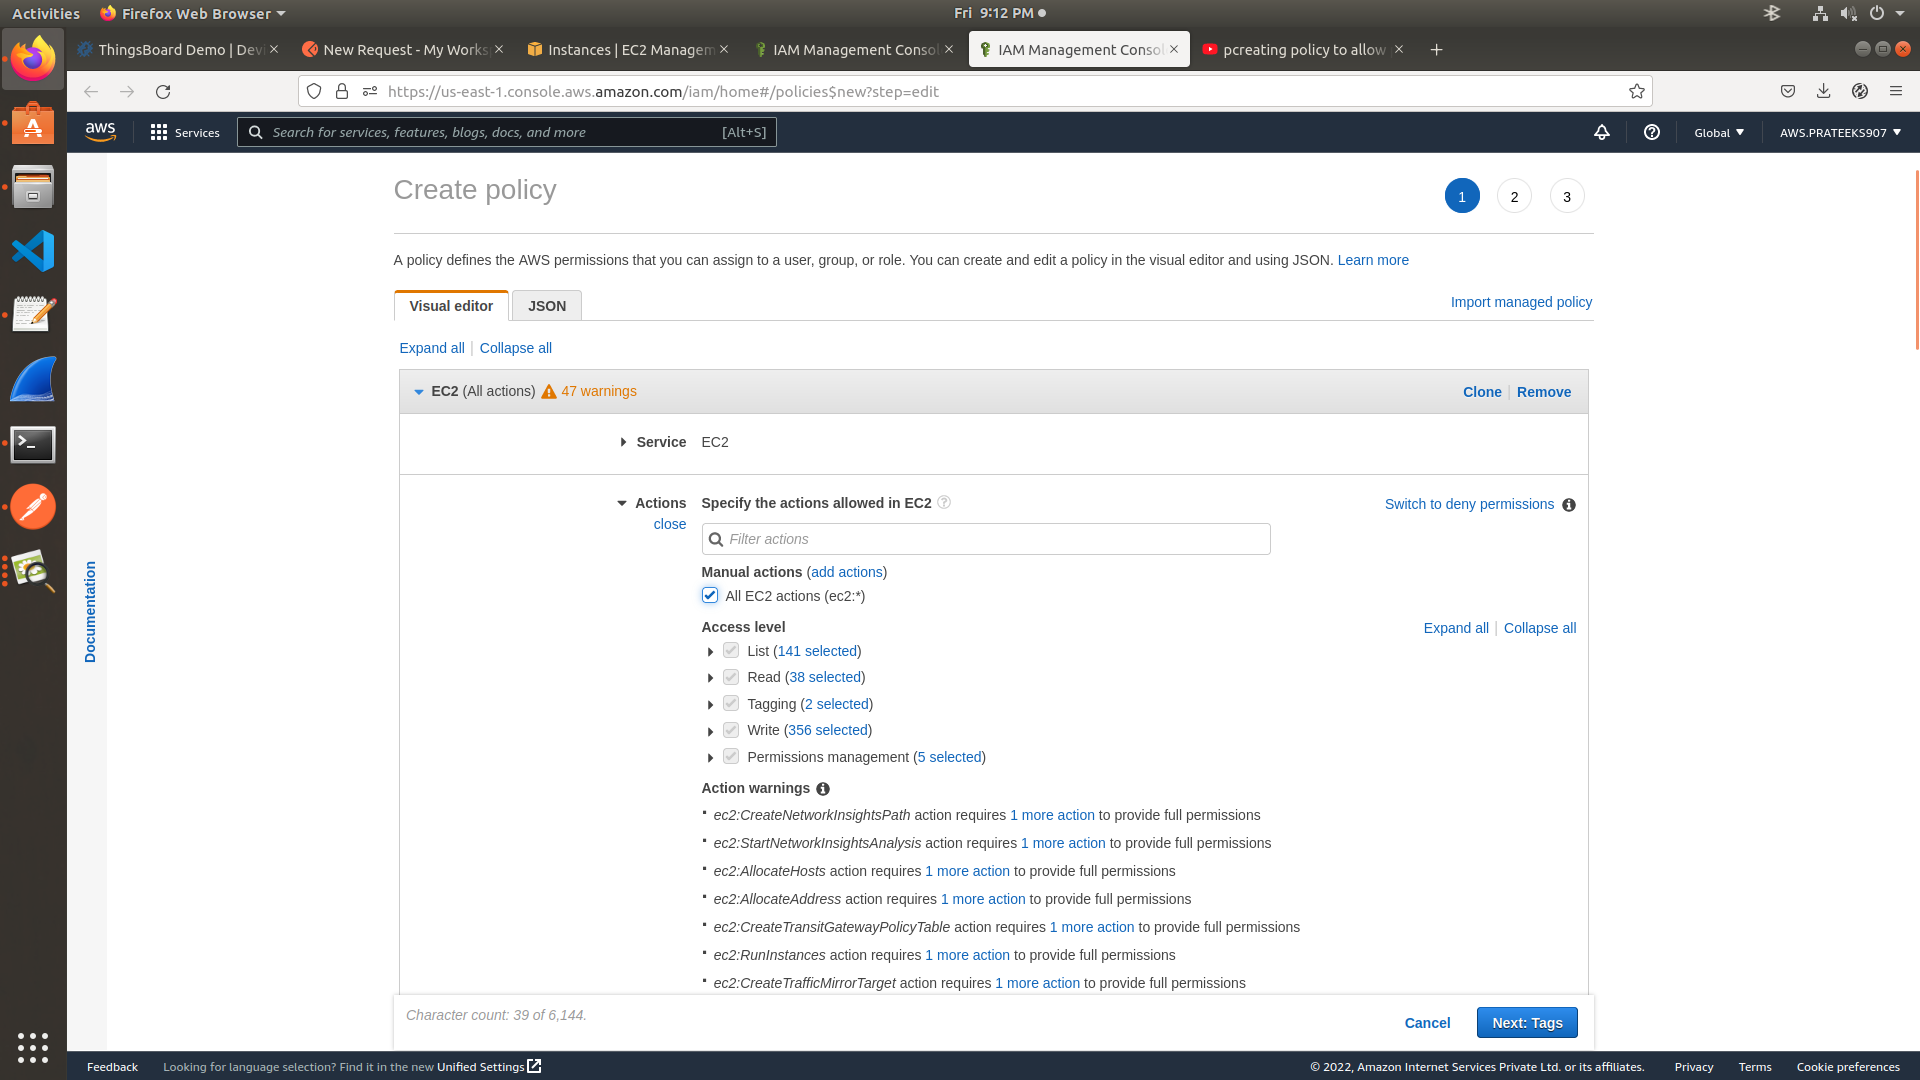 Activities
Firefox Web Browser
Fri 9:12 PM
ThingsBoard Demo | Devi
New Request - My Works
Instances | EC2 Managem
IAM Management Consol
IAM Management Consol
pcreating policy to allow
https://us-east-1.console.aws.amazon.com/iam/home#/policies$new?step=edit
aws
Services
Search for services, features, blogs, docs, and more
[Alt+S]
Global
AWS.PRATEEKS907
Documentation
Create policy
1
2
3
A policy defines the AWS permissions that you can assign to a user, group, or role. You can create and edit a policy in the visual editor and using JSON. Learn more
Visual editor
JSON
Import managed policy
Expand all | Collapse all
EC2 (All actions) 47 warnings
Clone | Remove
Service EC2
Actions Specify the actions allowed in EC2
close
Switch to deny permissions
Filter actions
Manual actions (add actions)
All EC2 actions (ec2:*)
Access level
Expand all | Collapse all
List (141 selected)
Read (38 selected)
Tagging (2 selected)
Write (356 selected)
Permissions management (5 selected)
Action warnings
ec2:CreateNetworkInsightsPath action requires 1 more action to provide full permissions
ec2:StartNetworkInsightsAnalysis action requires 1 more action to provide full permissions
ec2:AllocateHosts action requires 1 more action to provide full permissions
ec2:AllocateAddress action requires 1 more action to provide full permissions
ec2:CreateTransitGatewayPolicyTable action requires 1 more action to provide full permissions
ec2:RunInstances action requires 1 more action to provide full permissions
ec2:CreateTrafficMirrorTarget action requires 1 more action to provide full permissions
Character count: 39 of 6,144.
Cancel
Next: Tags
Feedback
Looking for language selection? Find it in the new Unified Settings
© 2022, Amazon Internet Services Private Ltd. or its affiliates.
Privacy
Terms
Cookie preferences